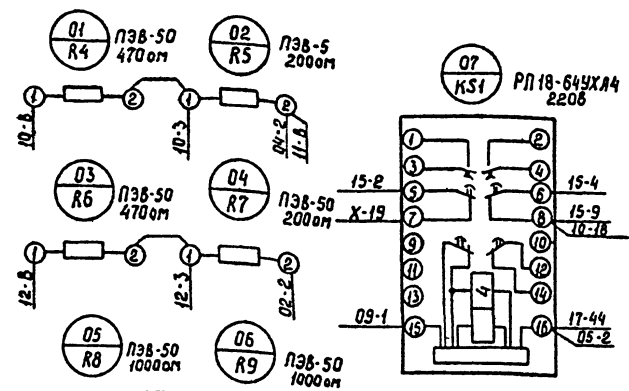 01
R4
ПЭВ-50
470 ом
02
R5
ПЭВ-5
200 ом
1
2
1
2
10-В
10-3
04-2
11-В
03
R6
ПЭВ-50
470 ом
04
R7
ПЭВ-50
200 ом
1
2
1
2
12-В
12-3
02-2
05
R8
ПЭВ-50
1000 ом
06
R9
ПЭВ-50
1000 ом
07
KS1
РП 18-64УХЛ4
220В
1
2
3
4
15-2
5
6
15-4
Х-19
7
8
15-9
10-1В
9
10
11
12
13
14
09-1
15
16
17-44
05-2